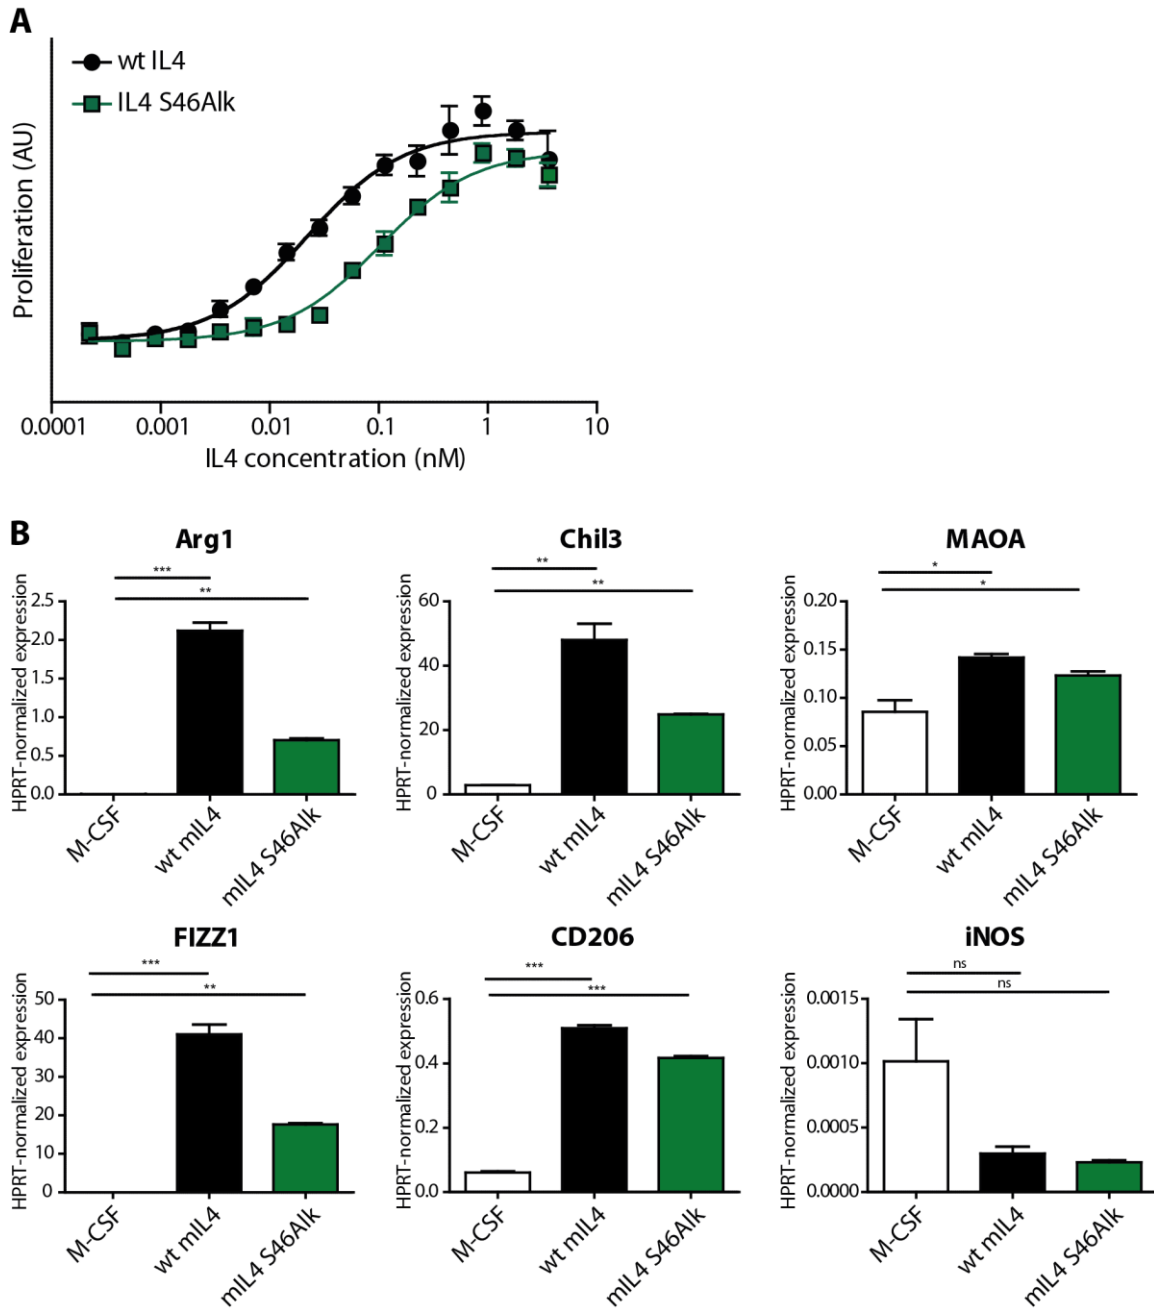 A
wt IL4
IL4 S46Alk
Proliferation (AU)
0.0001 0.001 0.01 0.1 1 10
IL4 concentration (nM)
B
Arg1
***
**
HPRT-normalized expression
2.5
2.0
1.5
1.0
0.5
0.0
M-CSF
wt mIL4
mIL4 S46Alk
Chil3
**
**
HPRT-normalized expression
60
40
20
0
M-CSF
wt mIL4
mIL4 S46Alk
MAOA
*
*
HPRT-normalized expression
0.20
0.15
0.10
0.05
0.00
M-CSF
wt mIL4
mIL4 S46Alk
FIZZ1
***
**
HPRT-normalized expression
50
40
30
20
10
0
M-CSF
wt mIL4
mIL4 S46Alk
CD206
***
***
HPRT-normalized expression
0.6
0.4
0.2
0.0
M-CSF
wt mIL4
mIL4 S46Alk
iNOS
ns
ns
HPRT-normalized expression
0.0015
0.0010
0.0005
0.0000
M-CSF
wt mIL4
mIL4 S46Alk